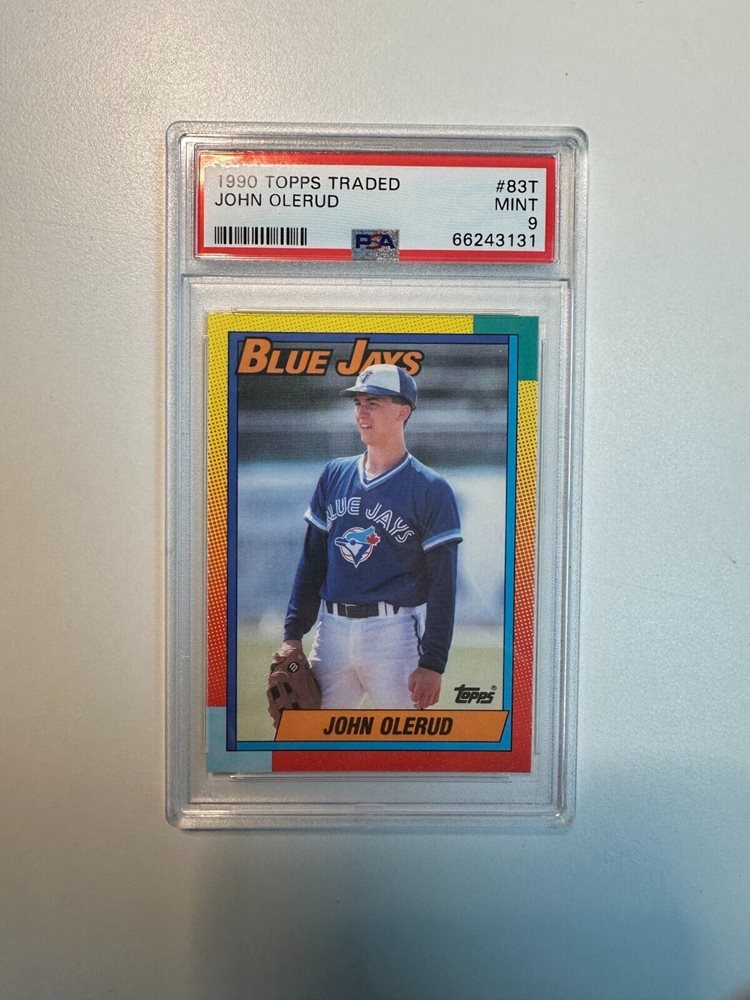 1990 TOPPS TRADED #83T
JOHN OLERUD MINT
9
PSA 66243131
BLUE JAYS
BLUE JAYS
TOPPS®
JOHN OLERUD